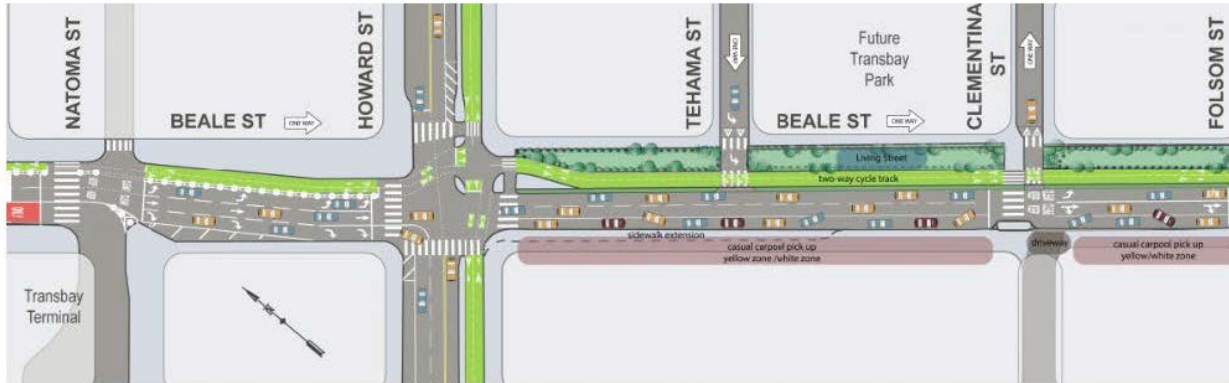 NATOMA ST
BEALE ST
ONE WAY
HOWARD ST
TEHAMA ST
ONE WAY
Future
Transbay
Park
BEALE ST
ONE WAY
CLEMENTINA
ST
ONE WAY
FOLSOM ST
Living Street
two-way cycle track
sidewalk extension
casual carpool pick up
yellow zone /white zone
driveway
casual carpool pick up
yellow/white zone
Transbay
Terminal